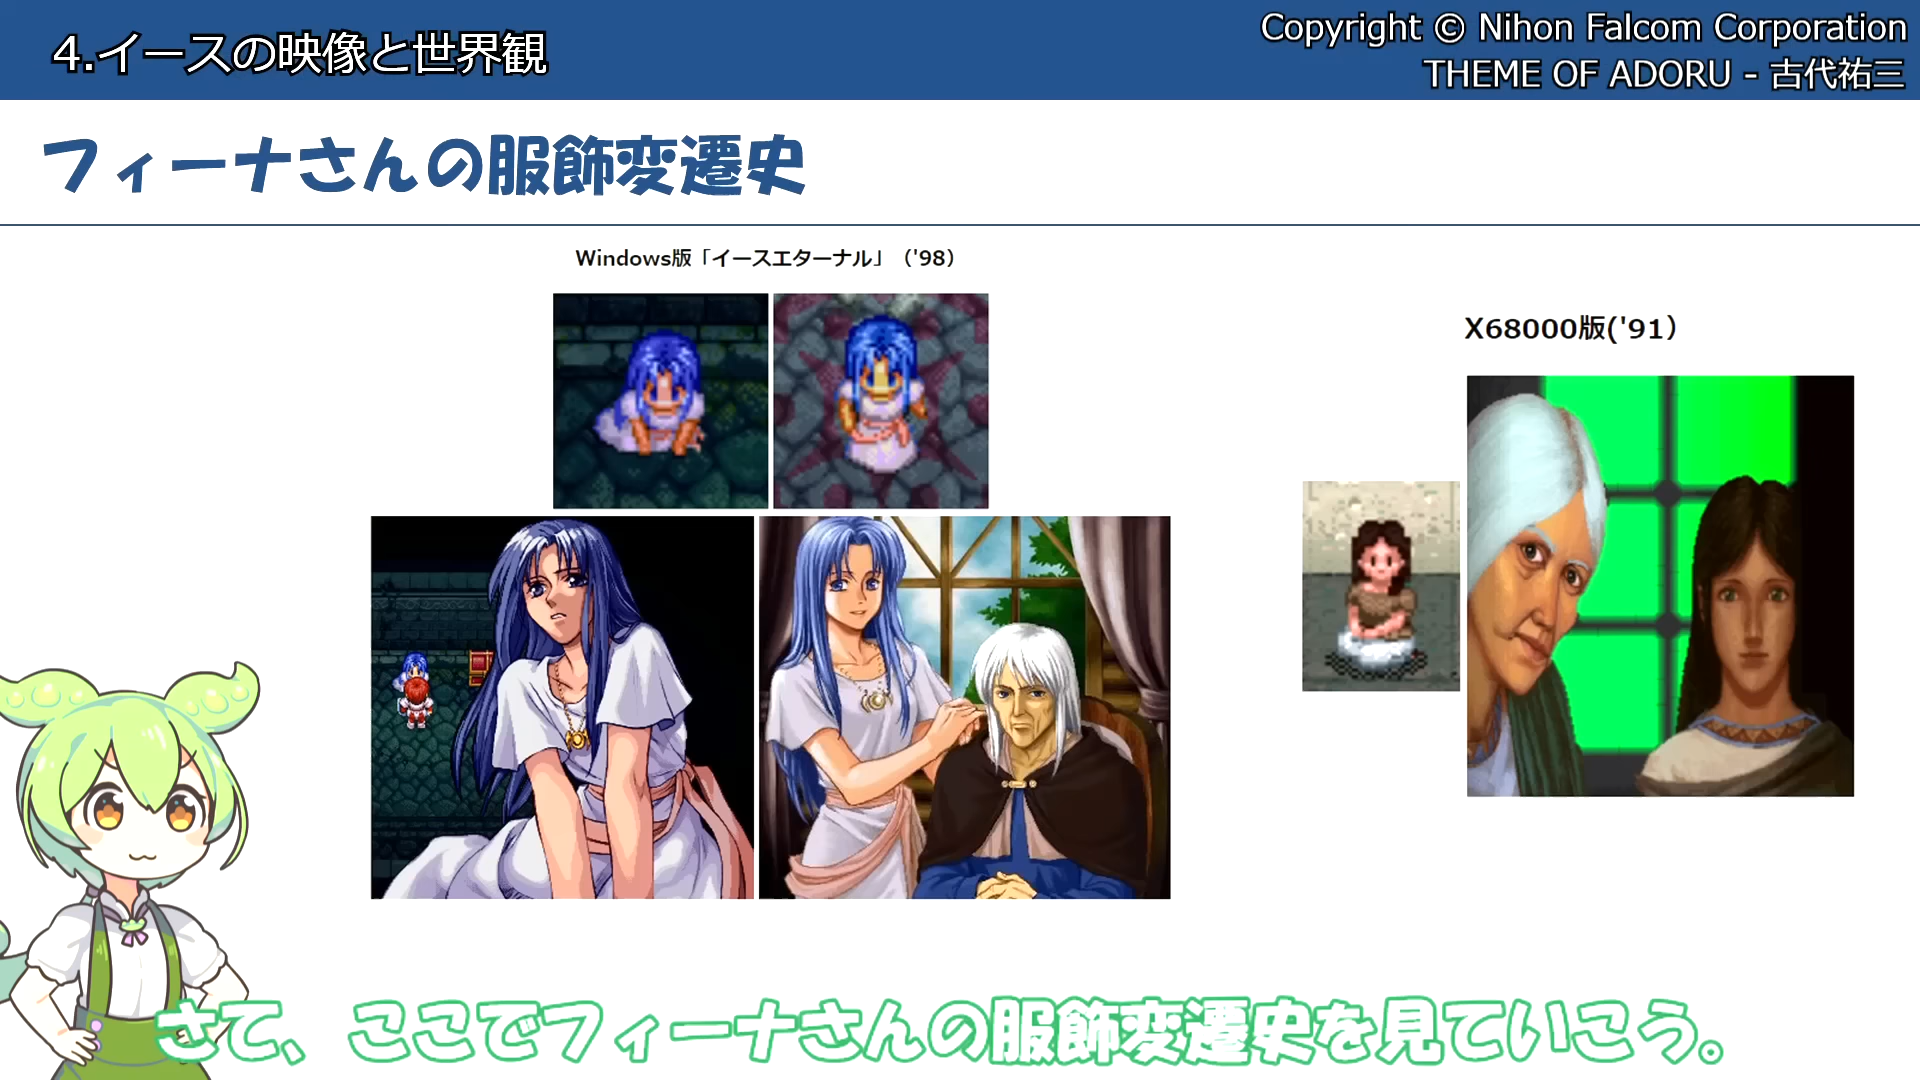 4.イースの映像と世界観
Copyright © Nihon Falcom Corporation
THEME OF ADORU - 古代祐三
フィーナさんの服飾変遷史
Windows版「イースエターナル」（'98）
X68000版('91）
さて、ここでフィーナさんの服飾変遷史を見ていこう。